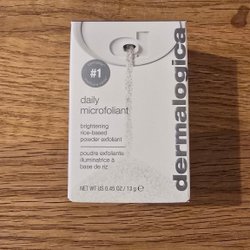 #1
daily
microfoliant
brightening
rice-based
powder exfoliant
poudre exfoliante
illuminatrice à
base de riz
NET WT US 0.45 OZ / 13 g ℮
dermalogica